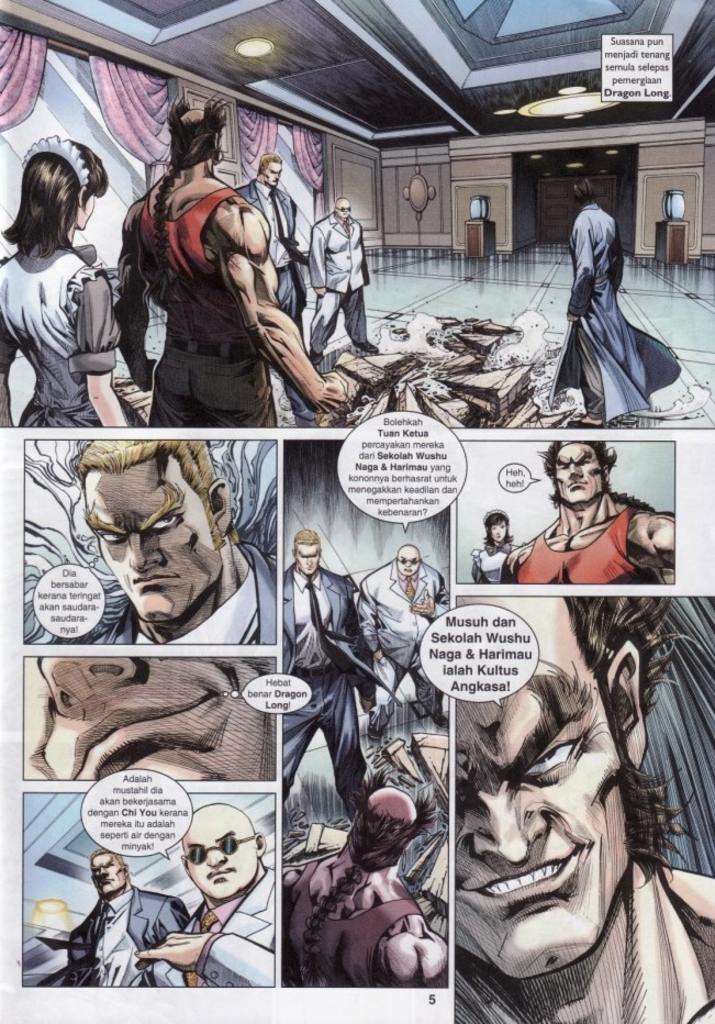 Suasana pun
menjadi tenang
semula selepas
pemergiaan
Dragon Long.
Dia
bersabar
kerana teringat
akan saudara-
saudara-
nya!
Hebat
benar Dragon
Long!
Adalah
mustahil dia
akan bekerjasama
dengan Chi You kerana
mereka itu adalah
seperti air dengan
minyak!
Bolehkah
Tuan Ketua
percayakan mereka
dari Sekolah Wushu
Naga & Harimau yang
kononnya berhasrat untuk
menegakkan keadilan dan
mempertahankan
kebenaran?
Heh,
heh!
Musuh dan
Sekolah Wushu
Naga & Harimau
ialah Kultus
Angkasa!
5